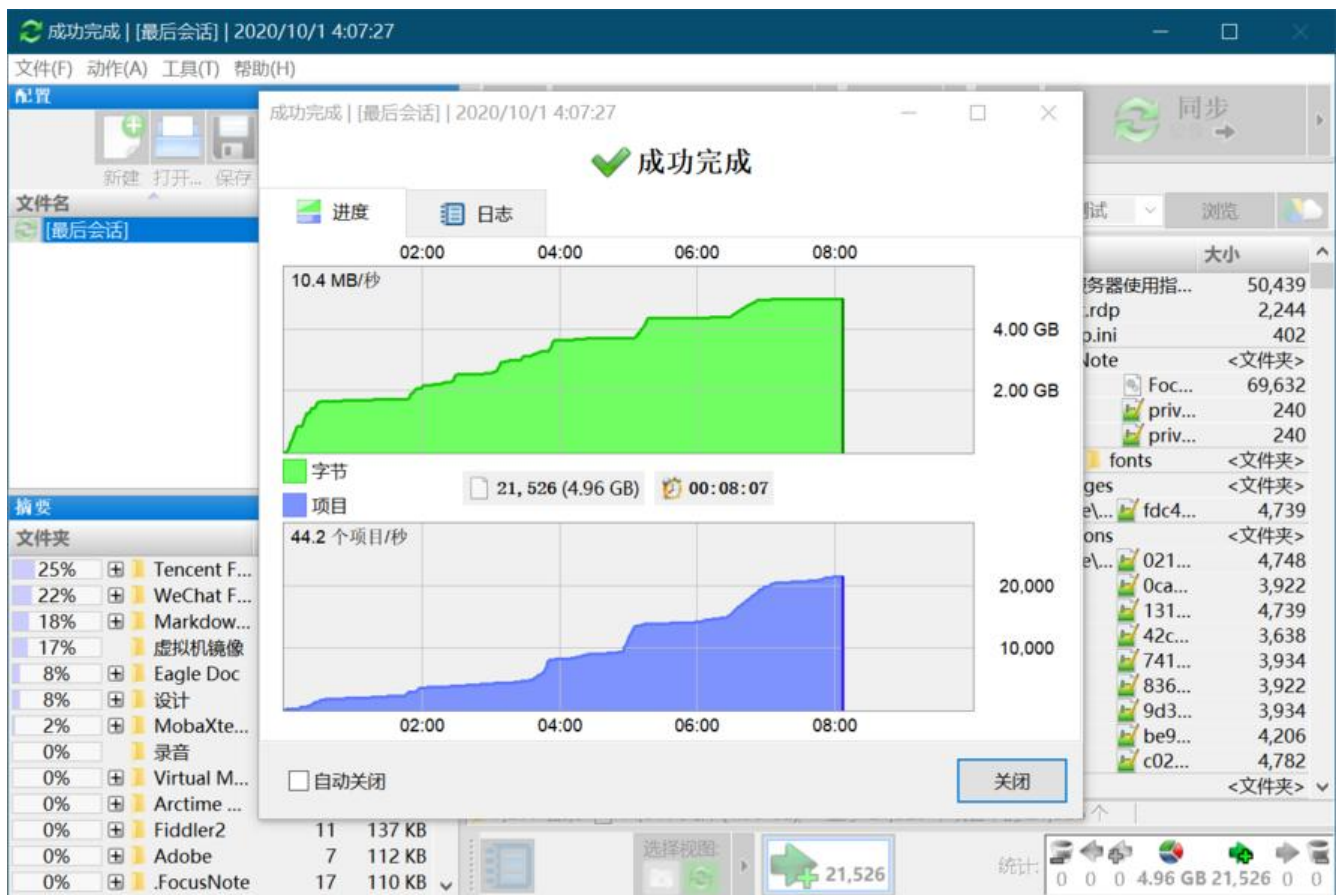 成功完成 | [最后会话] | 2020/10/1 4:07:27
文件(F) 动作(A) 工具(T) 帮助(H)
配置
新建 打开... 保存
文件名
[最后会话]
成功完成 | [最后会话] | 2020/10/1 4:07:27
成功完成
进度 日志
02:00 04:00 06:00 08:00
10.4 MB/秒
4.00 GB
2.00 GB
字节
项目
21, 526 (4.96 GB) 00:08:07
44.2 个项目/秒
20,000
10,000
02:00 04:00 06:00 08:00
自动关闭
关闭
同步
浏览
大小
务器使用指... 50,439
.rdp 2,244
p.ini 402
Note <文件夹>
Foc... 69,632
priv... 240
priv... 240
fonts <文件夹>
ges <文件夹>
e\... fdc4... 4,739
ons <文件夹>
e\... 021... 4,748
0ca... 3,922
131... 4,739
42c... 3,638
741... 3,934
836... 3,922
9d3... 3,934
be9... 4,206
c02... 4,782
<文件夹>
摘要
文件夹
25% Tencent F...
22% WeChat F...
18% Markdow...
17% 虚拟机镜像
8% Eagle Doc
8% 设计
2% MobaXte...
0% 录音
0% Virtual M...
0% Arctime ...
0% Fiddler2 11 137 KB
0% Adobe 7 112 KB
0% .FocusNote 17 110 KB
选择视图:
21,526
统计:
0 0 0 4.96 GB 21,526 0 0